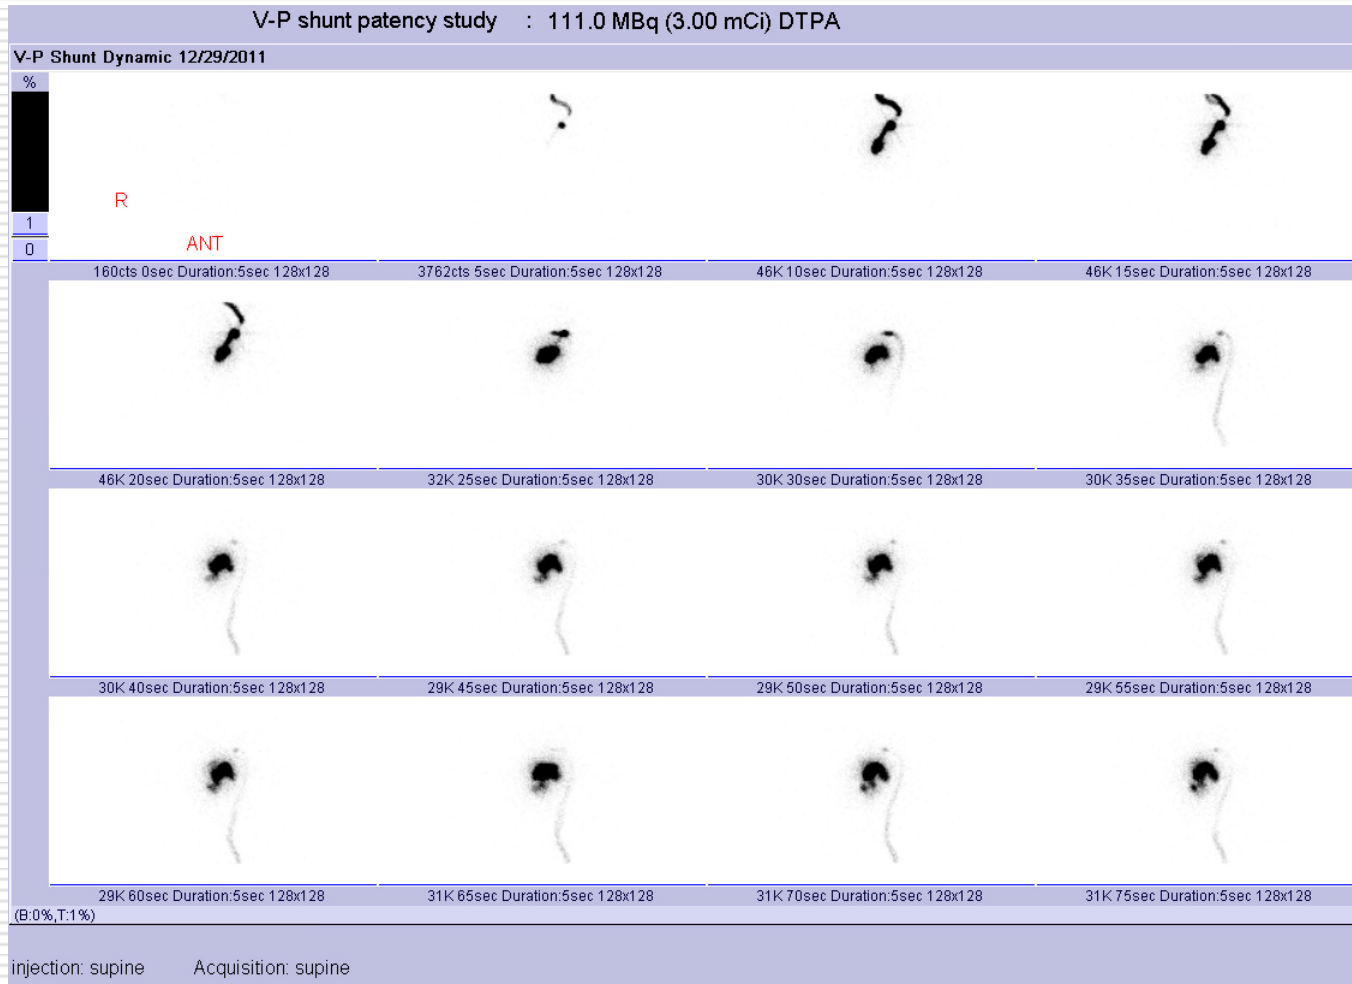 V-P shunt patency study : 111.0 MBq (3.00 mCi) DTPA
V-P Shunt Dynamic 12/29/2011
%
R
1
ANT
0
160cts 0sec Duration:5sec 128x128
3762cts 5sec Duration:5sec 128x128
46K 10sec Duration:5sec 128x128
46K 15sec Duration:5sec 128x128
46K 20sec Duration:5sec 128x128
32K 25sec Duration:5sec 128x128
30K 30sec Duration:5sec 128x128
30K 35sec Duration:5sec 128x128
30K 40sec Duration:5sec 128x128
29K 45sec Duration:5sec 128x128
29K 50sec Duration:5sec 128x128
29K 55sec Duration:5sec 128x128
29K 60sec Duration:5sec 128x128
31K 65sec Duration:5sec 128x128
31K 70sec Duration:5sec 128x128
31K 75sec Duration:5sec 128x128
(B:0%,T:1%)
injection: supine Acquisition: supine